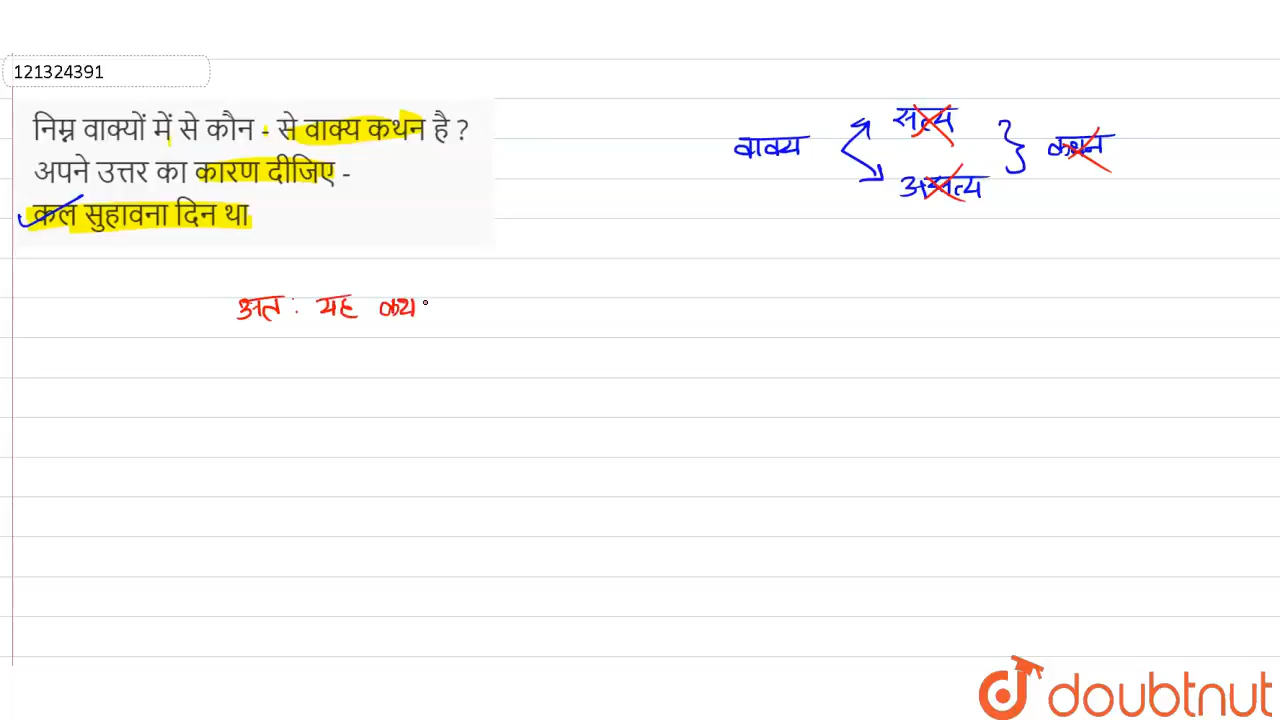 121324391
निम्न वाक्यों में से कौन - से वाक्य कथन है ?
अपने उत्तर का कारण दीजिए -
कल सुहावना दिन था
सत्य
वाक्य
कथन
असत्य
अत: यह कथ
doubtnut